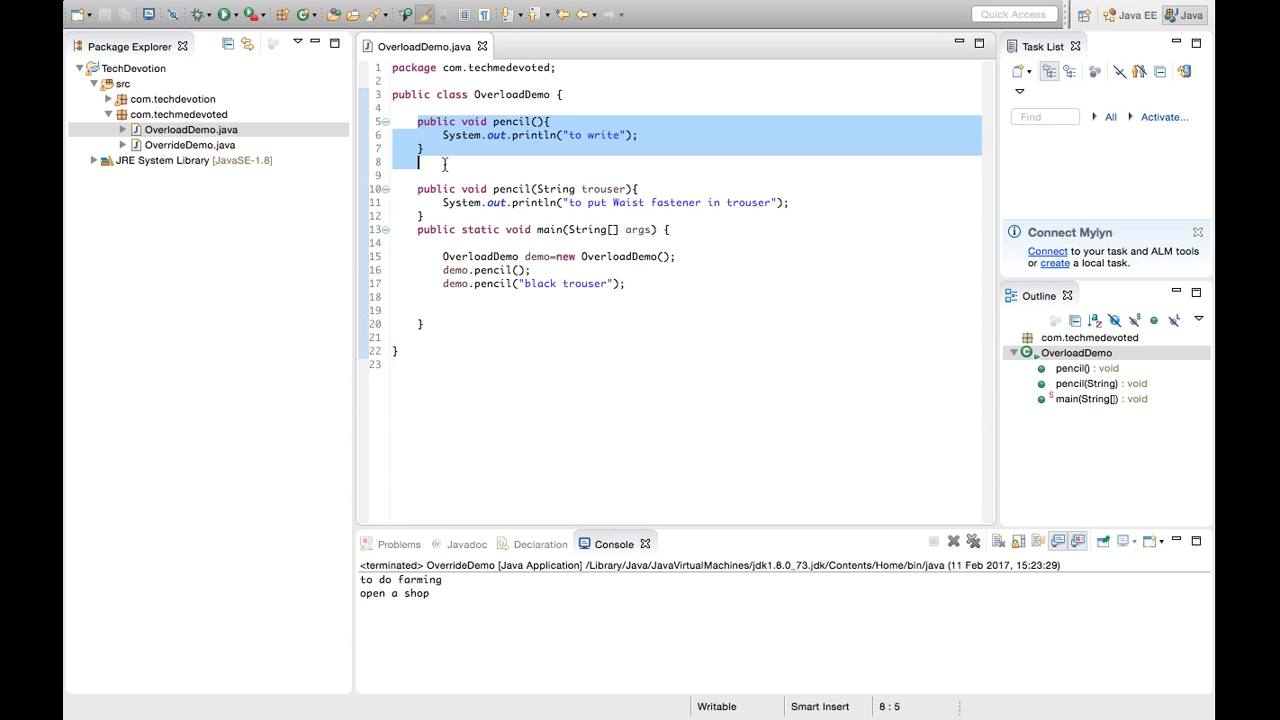 Quick Access
Java EE
Java
Package Explorer
TechDevotion
src
com.techdevotion
com.techmedevoted
OverloadDemo.java
OverrideDemo.java
JRE System Library [JavaSE-1.8]
OverloadDemo.java
1 package com.techmedevoted;
2
3 public class OverloadDemo {
4
5 public void pencil(){
6 System.out.println("to write");
7 }
8
9
10 public void pencil(String trouser){
11 System.out.println("to put Waist fastener in trouser");
12 }
13 public static void main(String[] args) {
14
15 OverloadDemo demo=new OverloadDemo();
16 demo.pencil();
17 demo.pencil("black trouser");
18
19
20 }
21
22 }
23
Task List
Find
All
Activate...
Connect Mylyn
Connect to your task and ALM tools
or create a local task.
Outline
com.techmedevoted
OverloadDemo
pencil() : void
pencil(String) : void
S main(String[]) : void
Problems
@ Javadoc
Declaration
Console
<terminated> OverrideDemo [Java Application] /Library/Java/JavaVirtualMachines/jdk1.8.0_73.jdk/Contents/Home/bin/java (11 Feb 2017, 15:23:29)
to do farming
open a shop
Writable
Smart Insert
8 : 5